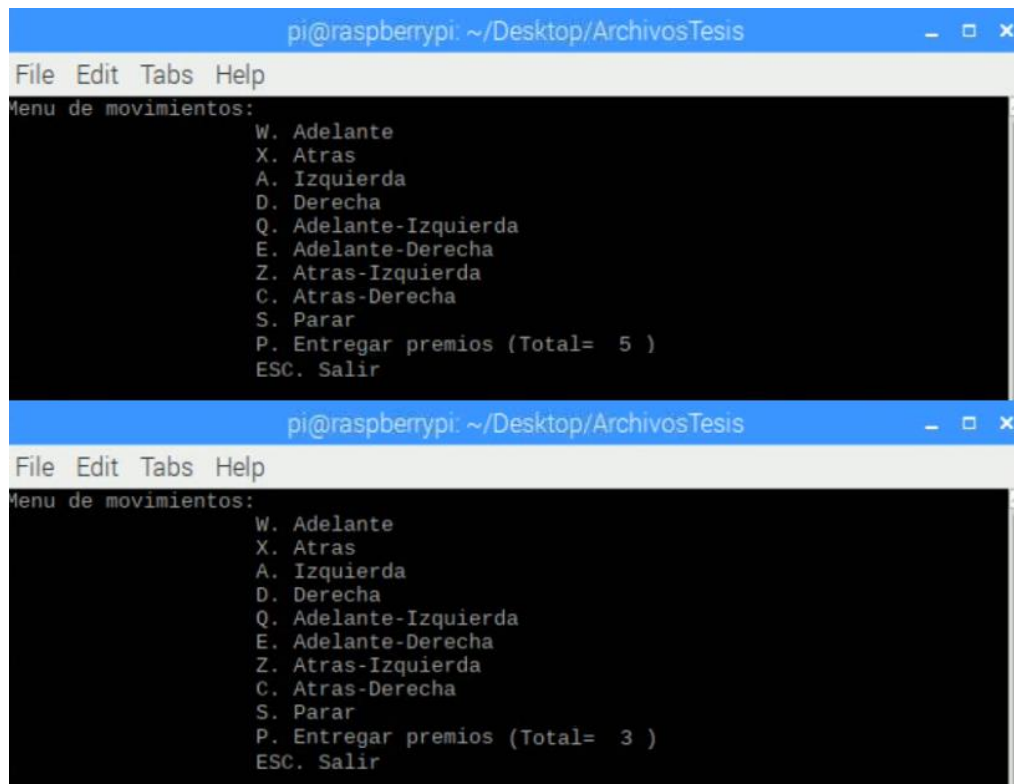 pi@raspberrypi: ~/Desktop/ArchivosTesis
File Edit Tabs Help
Menu de movimientos:
W. Adelante
X. Atras
A. Izquierda
D. Derecha
Q. Adelante-Izquierda
E. Adelante-Derecha
Z. Atras-Izquierda
C. Atras-Derecha
S. Parar
P. Entregar premios (Total= 5 )
ESC. Salir
pi@raspberrypi: ~/Desktop/ArchivosTesis
File Edit Tabs Help
Menu de movimientos:
W. Adelante
X. Atras
A. Izquierda
D. Derecha
Q. Adelante-Izquierda
E. Adelante-Derecha
Z. Atras-Izquierda
C. Atras-Derecha
S. Parar
P. Entregar premios (Total= 3 )
ESC. Salir